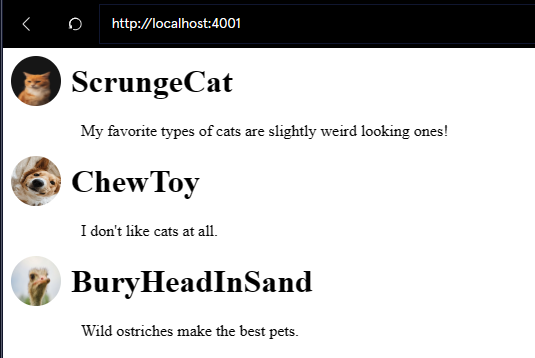 http://localhost:4001
ScrungeCat
My favorite types of cats are slightly weird looking ones!
ChewToy
I don't like cats at all.
BuryHeadInSand
Wild ostriches make the best pets.